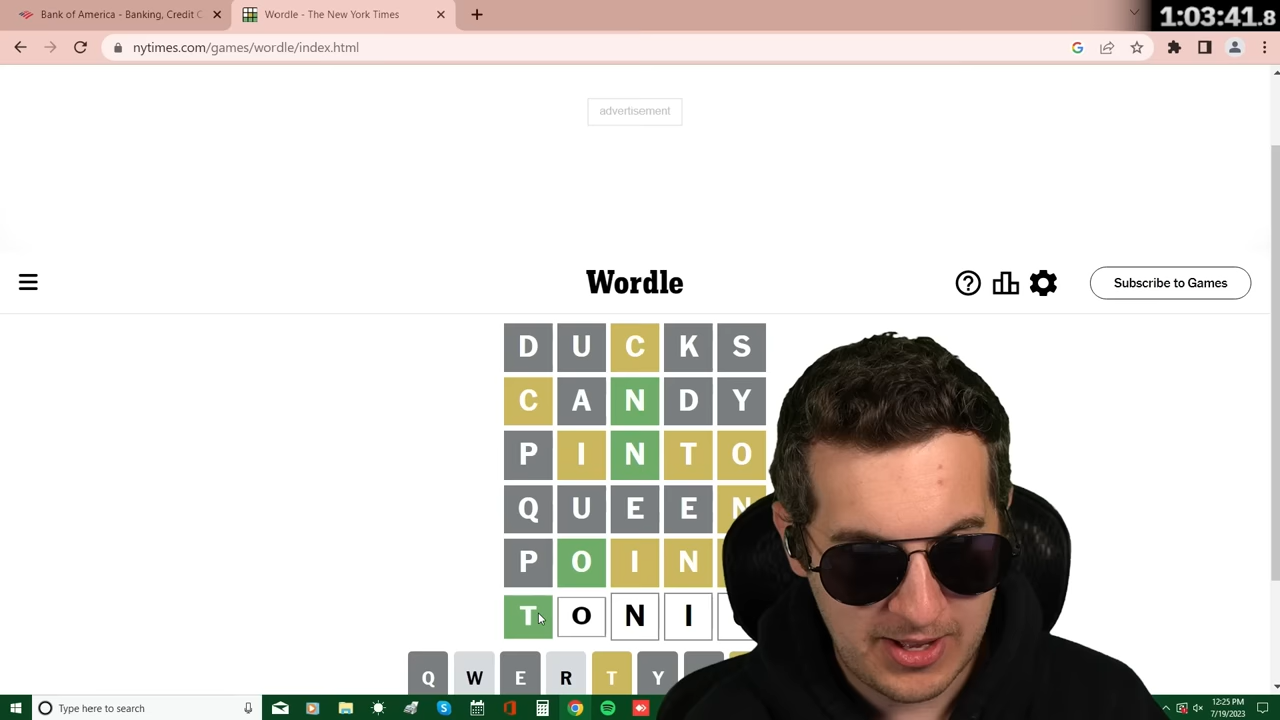 1:03:41.8
Bank of America - Banking, Credit C
Wordle - The New York Times
nytimes.com/games/wordle/index.html
advertisement
Wordle
Subscribe to Games
D U C K S
C A N D Y
P I N T O
Q U E E N
P O I N
T O N I
Q W E R T Y
Type here to search
12:25 PM
7/19/2023